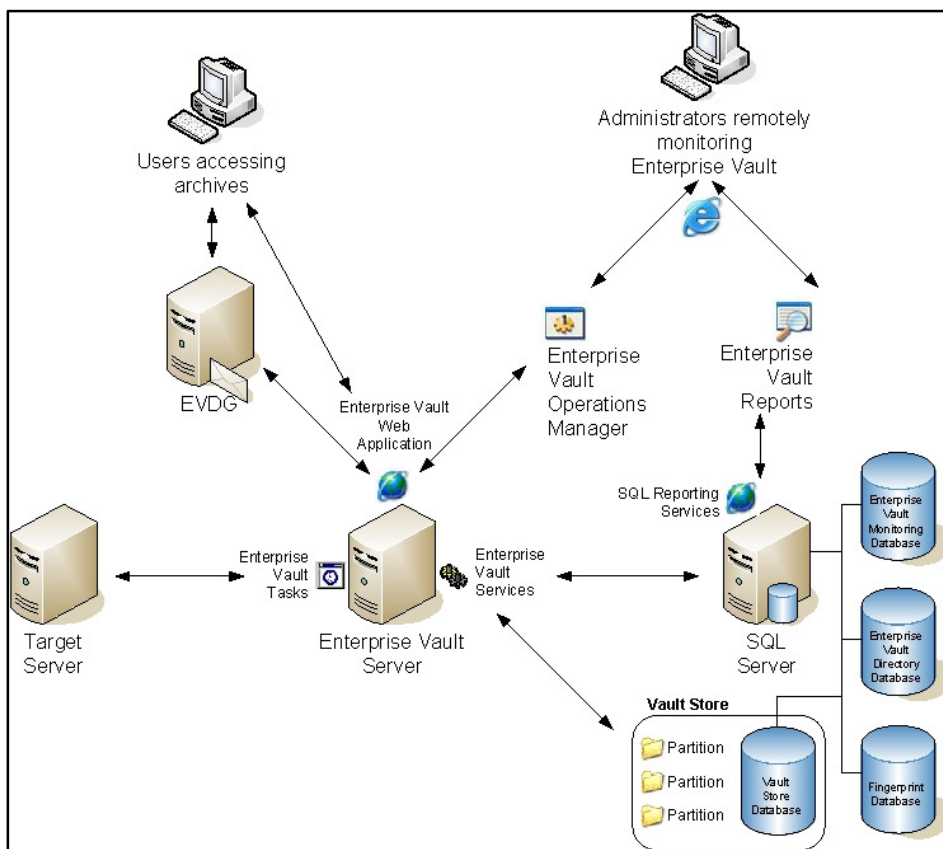 Users accessing
archives
Administrators remotely
monitoring
Enterprise Vault
EVDG
Enterprise Vault
Web
Application
Enterprise
Vault
Operations
Manager
Enterprise
Vault
Reports
SQL Reporting
Services
Enterprise
Vault
Monitoring
Database
Target
Server
Enterprise
Vault
Tasks
Enterprise
Vault
Services
Enterprise Vault
Server
SQL
Server
Enterprise
Vault
Directory
Database
Vault Store
Partition
Partition
Partition
Vault
Store
Database
Fingerprint
Database